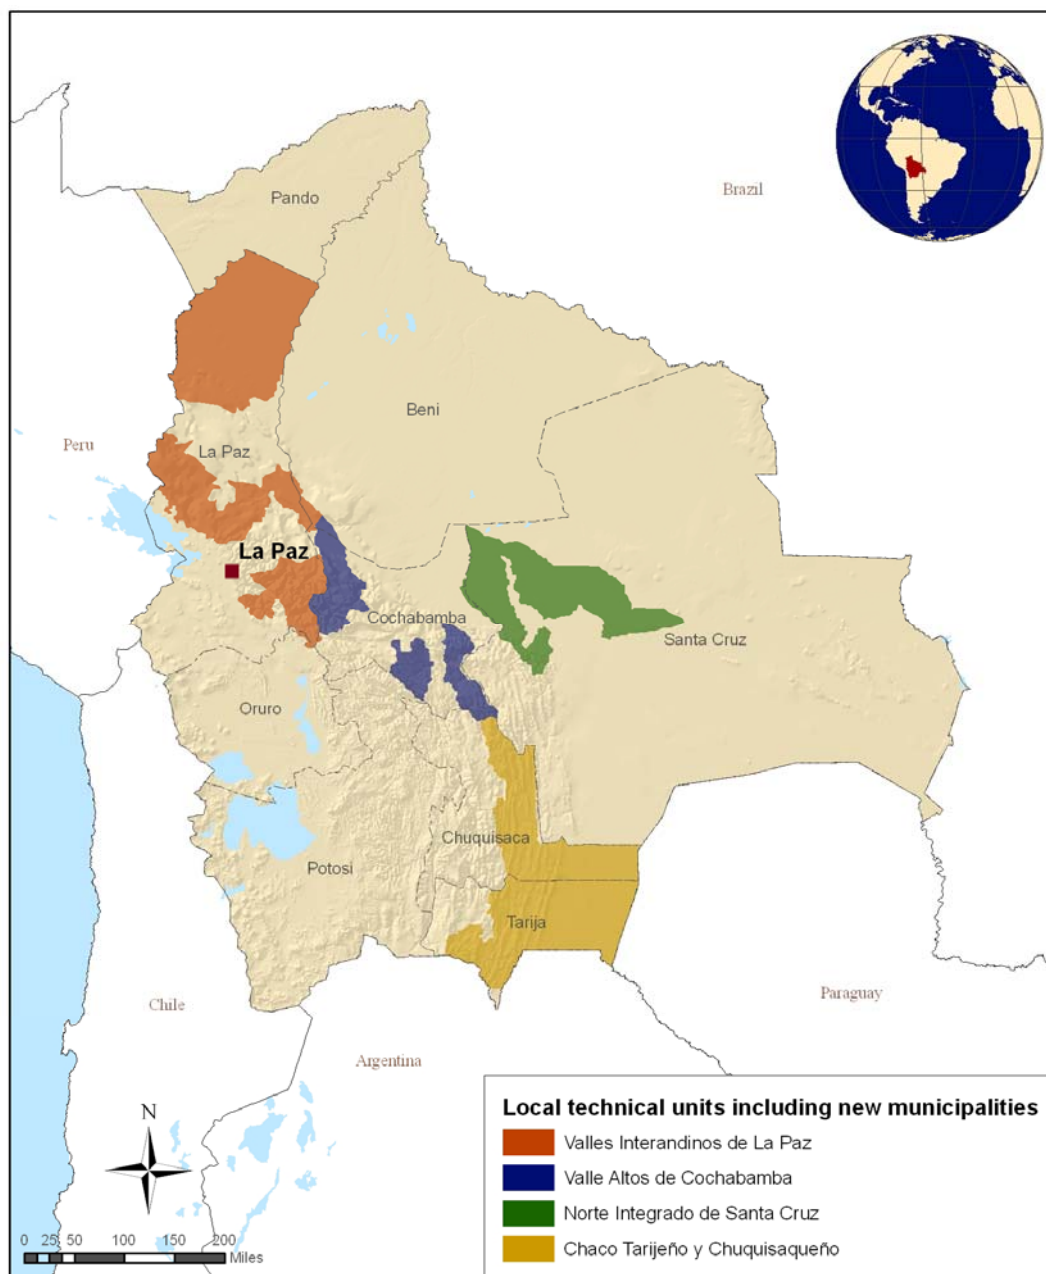 Pando
Brazil
Beni
Peru
La Paz
La Paz
Cochabamba
Santa Cruz
Oruro
Chuquisaca
Potosi
Tarija
Chile
Paraguay
Argentina
N
0 25 50 100 150 200
Miles
Local technical units including new municipalities
Valles Interandinos de La Paz
Valle Altos de Cochabamba
Norte Integrado de Santa Cruz
Chaco Tarijeño y Chuquisaqueño